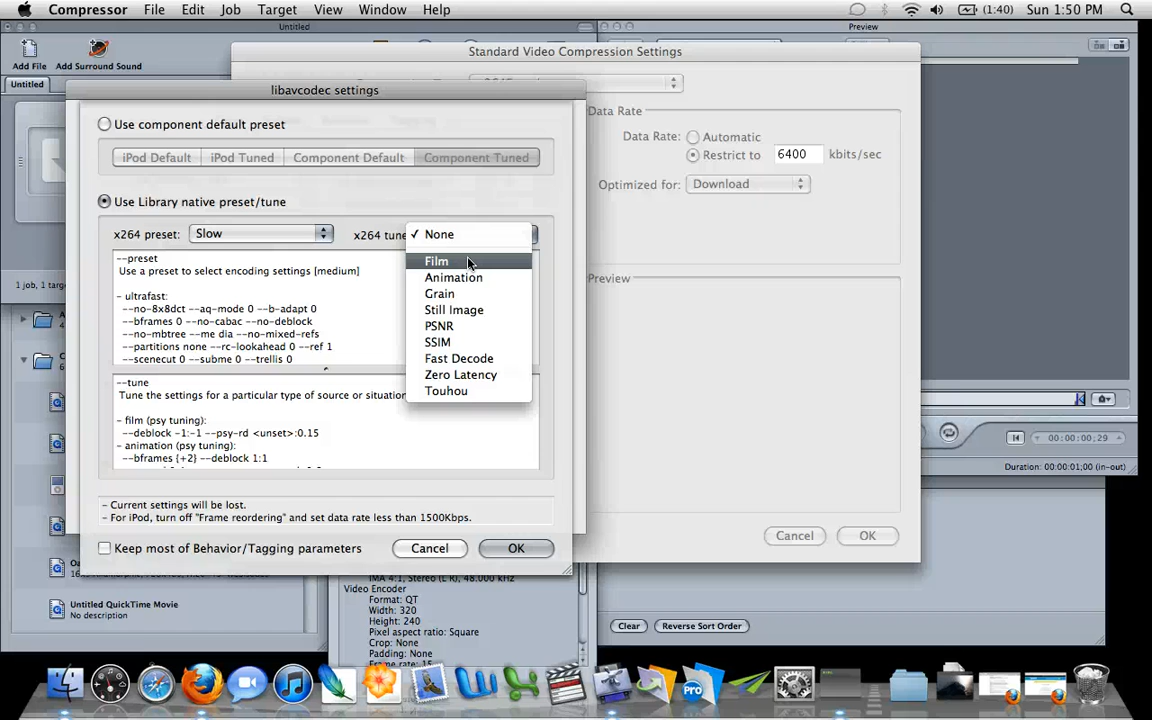 Compressor File Edit Job Target View Window Help (1:40) Sun 1:50 PM
Untitled
Preview
Standard Video Compression Settings
Add File Add Surround Sound
Untitled
libavcodec settings
Data Rate
Use component default preset
Data Rate: Automatic
Restrict to 6400 kbits/sec
iPod Default iPod Tuned Component Default Component Tuned
Optimized for: Download
Use Library native preset/tune
x264 preset: Slow x264 tune
✓ None
Film
Animation
Grain
Still Image
PSNR
SSIM
Fast Decode
Zero Latency
Touhou
--preset
Use a preset to select encoding settings [medium]
- ultrafast:
--no-8x8dct --aq-mode 0 --b-adapt 0
--bframes 0 --no-cabac --no-deblock
--no-mbtree --me dia --no-mixed-refs
--partitions none --rc-lookahead 0 --ref 1
--scenecut 0 --subme 0 --trellis 0
Preview
1 job, 1 targ
--tune
Tune the settings for a particular type of source or situation
- film (psy tuning):
--deblock -1:-1 --psy-rd <unset>:0.15
- animation (psy tuning):
--bframes {+2} --deblock 1:1
00:00:00;29
Duration: 00:00:01;00 (in-out)
- Current settings will be lost.
- For iPod, turn off "Frame reordering" and set data rate less than 1500Kbps.
Keep most of Behavior/Tagging parameters Cancel OK
Cancel OK
Untitled QuickTime Movie
No description
IMA 4:1, Stereo (L R), 48.000 kHz
Video Encoder
Format: QT
Width: 320
Height: 240
Pixel aspect ratio: Square
Crop: None
Padding: None
Frame rate: 15
Clear Reverse Sort Order
Pro